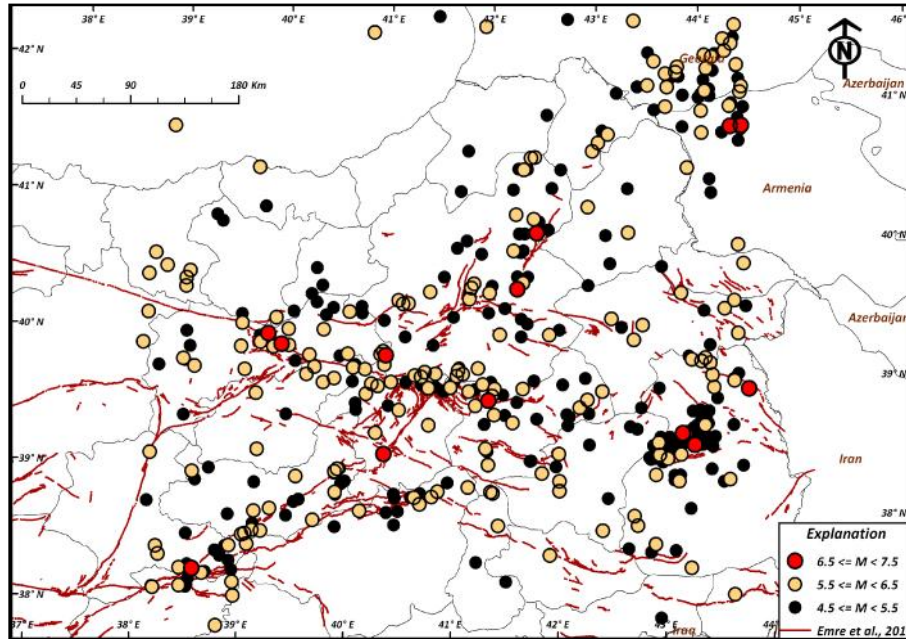 38° E 39° E 40° E 41° E 42° E 43° E 44° E 45° E 46°
42° N
N
Azerbaijan
0 45 90 180 Km
41° N
41° N
Armenia
40° N
40° N
Azerbaijan
39° N
39° N
Iran
38° N
Explanation
6.5 <= M < 7.5
5.5 <= M < 6.5
4.5 <= M < 5.5
Emre et al., 201
38° N
Iraq
37° E 38° E 39° E 40° E 41° E 42° E 43° E 44°